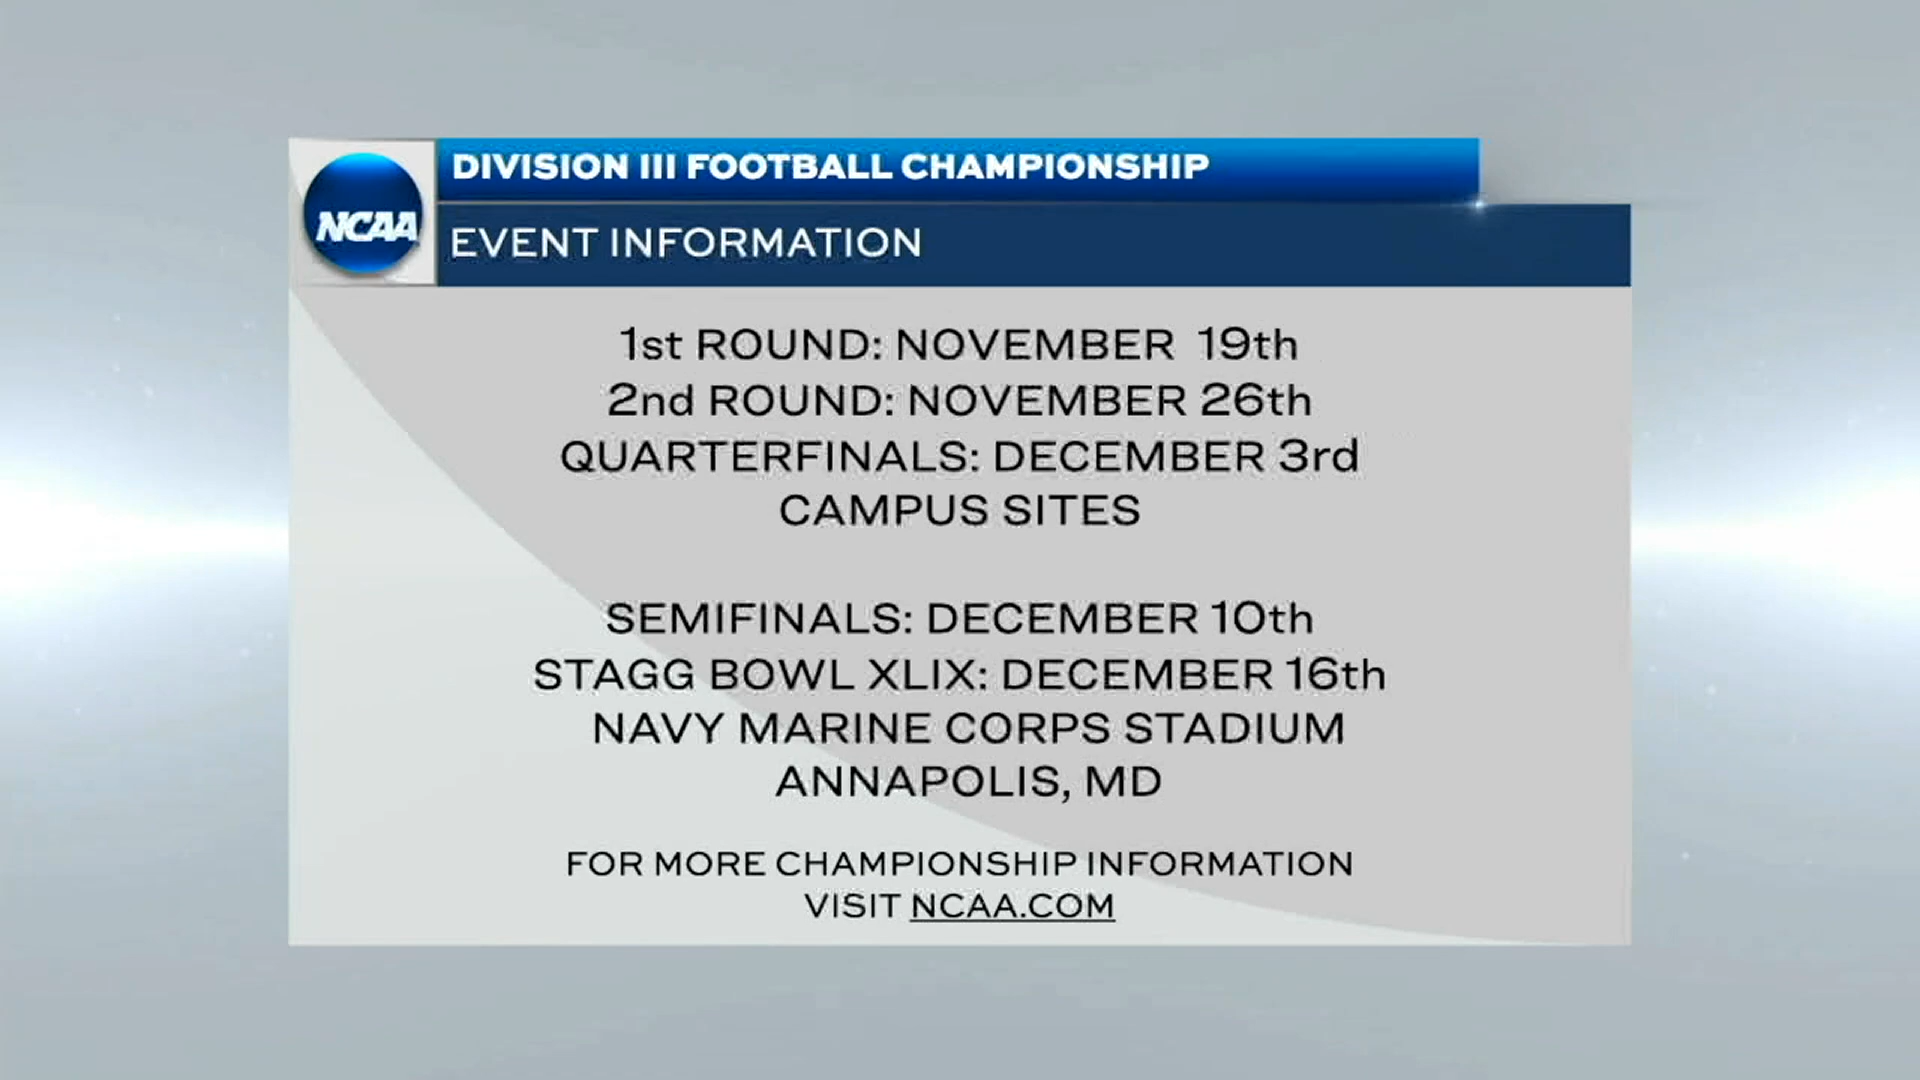 DIVISION III FOOTBALL CHAMPIONSHIP
NCAA
EVENT INFORMATION
1st ROUND: NOVEMBER 19th
2nd ROUND: NOVEMBER 26th
QUARTERFINALS: DECEMBER 3rd
CAMPUS SITES
SEMIFINALS: DECEMBER 10th
STAGG BOWL XLIX: DECEMBER 16th
NAVY MARINE CORPS STADIUM
ANNAPOLIS, MD
FOR MORE CHAMPIONSHIP INFORMATION
VISIT NCAA.COM